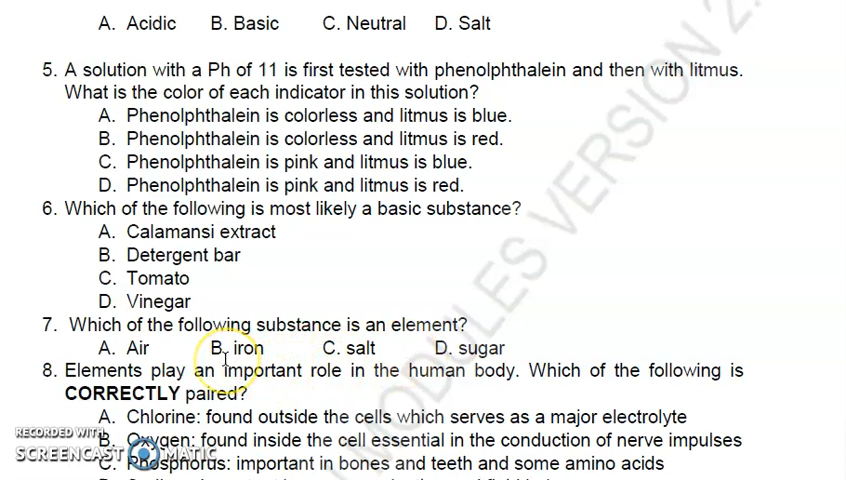 A. Acidic B. Basic C. Neutral D. Salt
5. A solution with a Ph of 11 is first tested with phenolphthalein and then with litmus.
What is the color of each indicator in this solution?
A. Phenolphthalein is colorless and litmus is blue.
B. Phenolphthalein is colorless and litmus is red.
C. Phenolphthalein is pink and litmus is blue.
D. Phenolphthalein is pink and litmus is red.
6. Which of the following is most likely a basic substance?
A. Calamansi extract
B. Detergent bar
C. Tomato
D. Vinegar
7. Which of the following substance is an element?
A. Air B. iron C. salt D. sugar
8. Elements play an important role in the human body. Which of the following is
CORRECTLY paired?
A. Chlorine: found outside the cells which serves as a major electrolyte
B. Oxygen: found inside the cell essential in the conduction of nerve impulses
C. Phosphorus: important in bones and teeth and some amino acids
MODULES VERSION 2.
RECORDED WITH
SCREENCAST MATIC